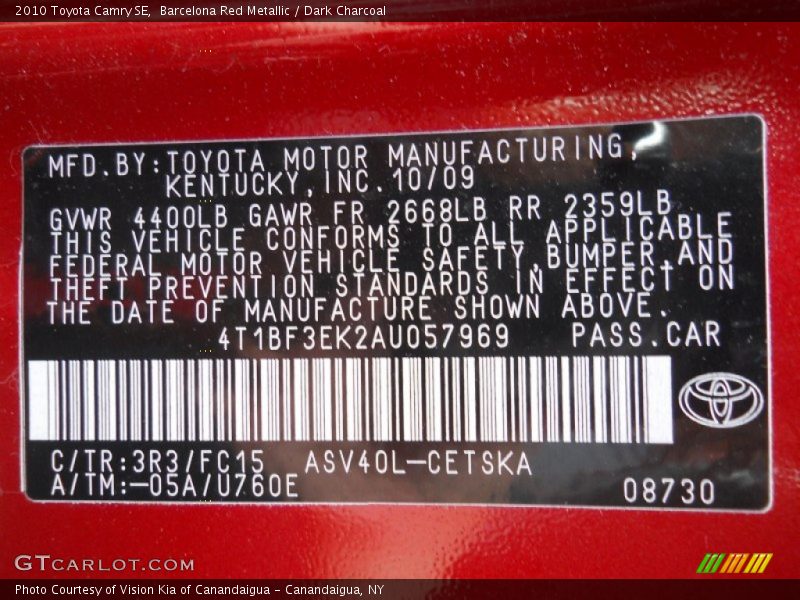 2010 Toyota Camry SE, Barcelona Red Metallic / Dark Charcoal
MFD.BY:TOYOTA MOTOR MANUFACTURING,
KENTUCKY,INC.10/09
GVWR 4400LB GAWR FR 2668LB RR 2359LB
THIS VEHICLE CONFORMS TO ALL APPLICABLE
FEDERAL MOTOR VEHICLE SAFETY,BUMPER,AND
THEFT PREVENTION STANDARDS IN EFFECT ON
THE DATE OF MANUFACTURE SHOWN ABOVE.
4T1BF3EK2AU057969 PASS.CAR
C/TR:3R3/FC15 ASV40L-CETSKA
A/TM:-05A/U760E
08730
GTCARLOT.COM
Photo Courtesy of Vision Kia of Canandaigua - Canandaigua, NY